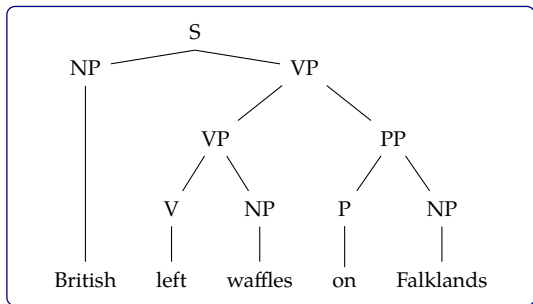 S
NP VP
VP PP
V NP P NP
British left waffles on Falklands